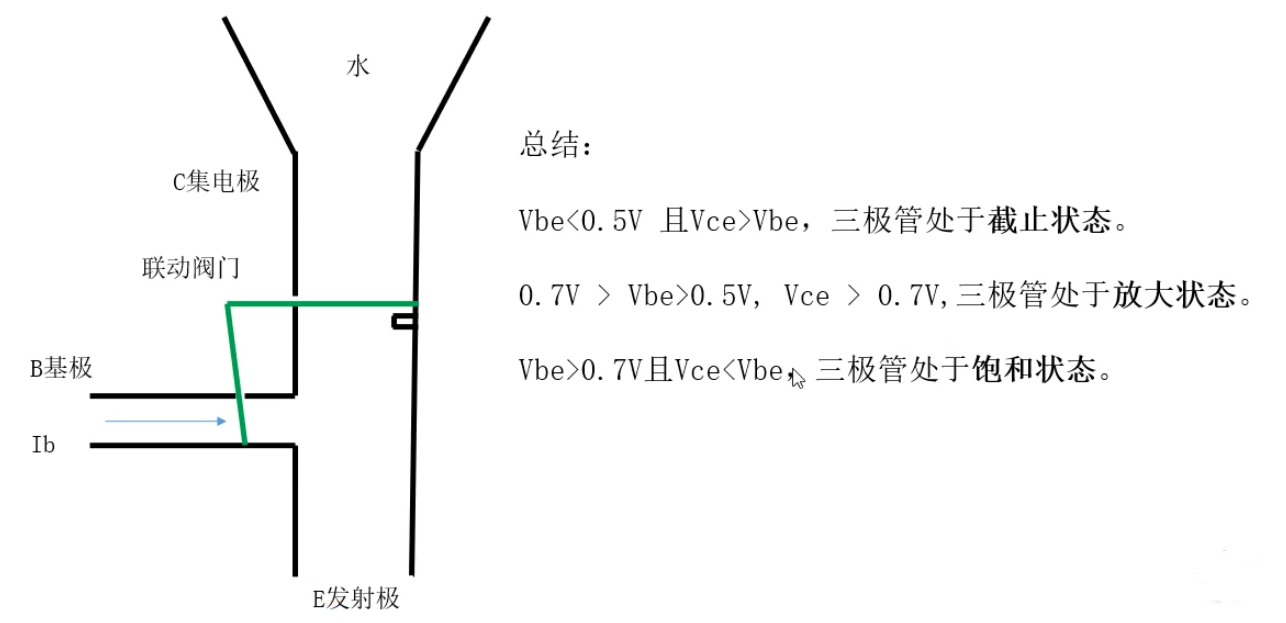 水
C集电极
联动阀门
B基极
Ib
E发射极
总结：
Vbe<0.5V 且Vce>Vbe，三极管处于截止状态。
0.7V > Vbe>0.5V, Vce > 0.7V,三极管处于放大状态。
Vbe>0.7V且Vce<Vbe，三极管处于饱和状态。